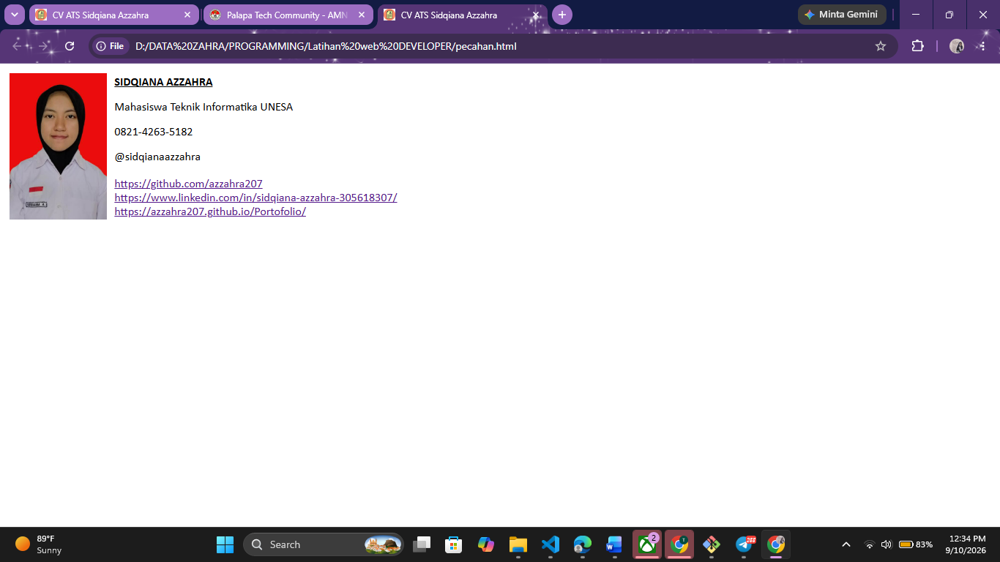 CV ATS Sidqiana Azzahra
Palapa Tech Community - AMN
CV ATS Sidqiana Azzahra
Minta Gemini
File
D:/DATA%20ZAHRA/PROGRAMMING/Latihan%20web%20DEVELOPER/pecahan.html
SIDQIANA AZZAHRA
Mahasiswa Teknik Informatika UNESA
0821-4263-5182
@sidqianaazzahra
https://github.com/azzahra207
https://www.linkedin.com/in/sidqiana-azzahra-305618307/
https://azzahra207.github.io/Portofolio/
SIDQIANA A.
89°F
Sunny
Search
2
T
288
83%
12:34 PM
9/10/2026